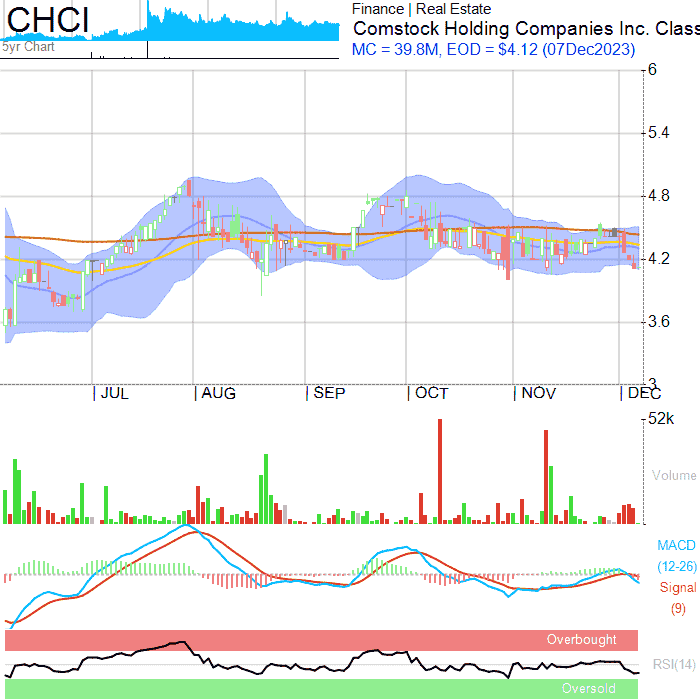 CHCI
5yr Chart
Finance | Real Estate
Comstock Holding Companies Inc. Class
MC = 39.8M, EOD = $4.12 (07Dec2023)
6
5.4
4.8
4.2
3.6
3
JUL AUG SEP OCT NOV DEC
52k
Volume
MACD
(12-26)
Signal
(9)
Overbought
RSI(14)
Oversold